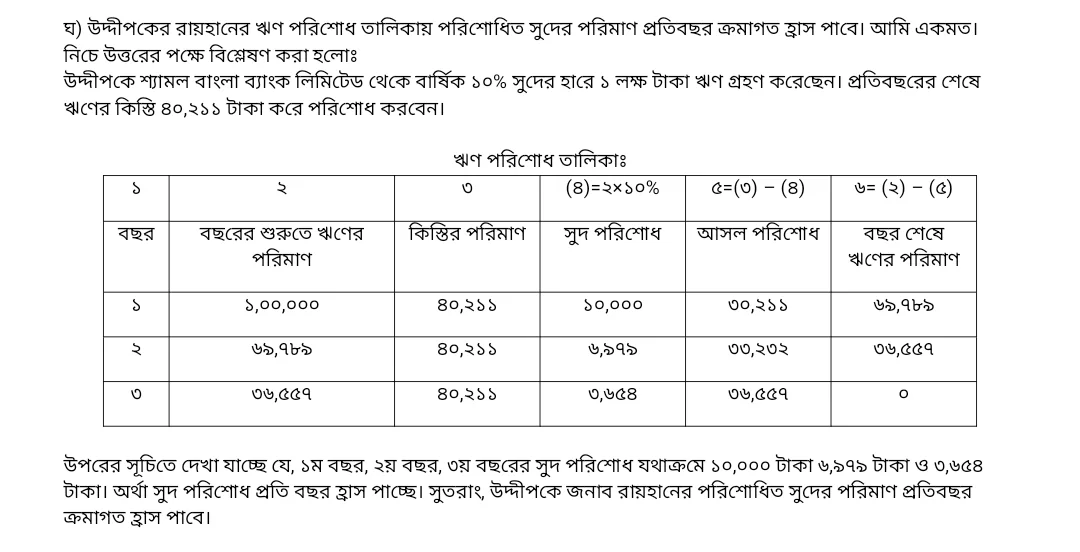 ঘ) উদ্দীপকের রায়হানের ঋণ পরিশোধ তালিকায় পরিশোধিত সুদের পরিমাণ প্রতিবছর ক্রমাগত হ্রাস পাবে। আমি একমত।
নিচে উত্তরের পক্ষে বিশ্লেষণ করা হলোঃ
উদ্দীপকে শ্যামল বাংলা ব্যাংক লিমিটেড থেকে বার্ষিক ১০% সুদের হারে ১ লক্ষ টাকা ঋণ গ্রহণ করেছেন। প্রতিবছরের শেষে
ঋণের কিস্তি ৪০,২১১ টাকা করে পরিশোধ করবেন।
ঋণ পরিশোধ তালিকাঃ
১ ২ ৩ (৪)=২×১০% ৫=(৩) – (৪) ৬= (২) – (৫)
বছর বছরের শুরুতে ঋণের কিস্তির পরিমাণ সুদ পরিশোধ আসল পরিশোধ বছর শেষে
পরিমাণ ঋণের পরিমাণ
১ ১,০০,০০০ ৪০,২১১ ১০,০০০ ৩০,২১১ ৬৯,৭৮৯
২ ৬৯,৭৮৯ ৪০,২১১ ৬,৯৭৯ ৩৩,২৩২ ৩৬,৫৫৭
৩ ৩৬,৫৫৭ ৪০,২১১ ৩,৬৫৪ ৩৬,৫৫৭ ০
উপরের সূচিতে দেখা যাচ্ছে যে, ১ম বছর, ২য় বছর, ৩য় বছরের সুদ পরিশোধ যথাক্রমে ১০,০০০ টাকা ৬,৯৭৯ টাকা ও ৩,৬৫৪
টাকা। অর্থা সুদ পরিশোধ প্রতি বছর হ্রাস পাচ্ছে। সুতরাং, উদ্দীপকে জনাব রায়হানের পরিশোধিত সুদের পরিমাণ প্রতিবছর
ক্রমাগত হ্রাস পাবে।